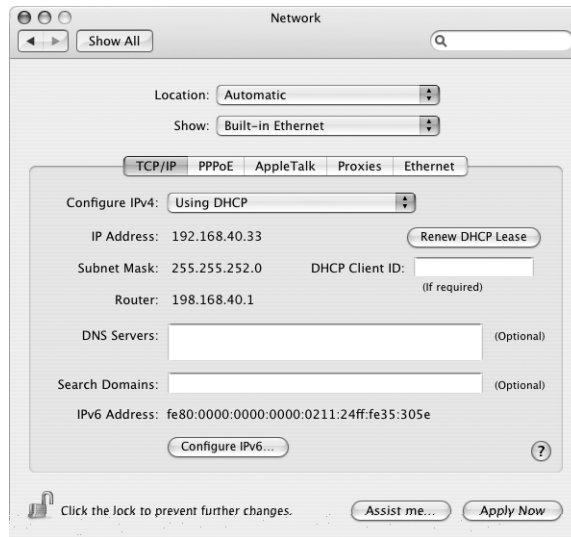 Network
Show All
Location: Automatic
Show: Built-in Ethernet
TCP/IP PPPoE AppleTalk Proxies Ethernet
Configure IPv4: Using DHCP
IP Address: 192.168.40.33 Renew DHCP Lease
Subnet Mask: 255.255.252.0 DHCP Client ID:
(If required)
Router: 198.168.40.1
DNS Servers: (Optional)
Search Domains: (Optional)
IPv6 Address: fe80:0000:0000:0000:0211:24ff:fe35:305e
Configure IPv6... ?
Click the lock to prevent further changes. Assist me... Apply Now